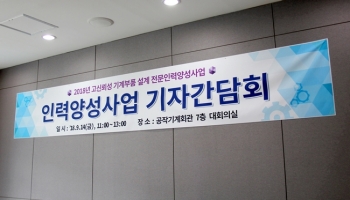 2018년 고신뢰성 기계부품 설계 전문인력양성사업
인력양성사업 기자간담회
일 시 : '18.9.14(금), 11:00~13:00 장 소 : 공작기계회관 7층 대회의실